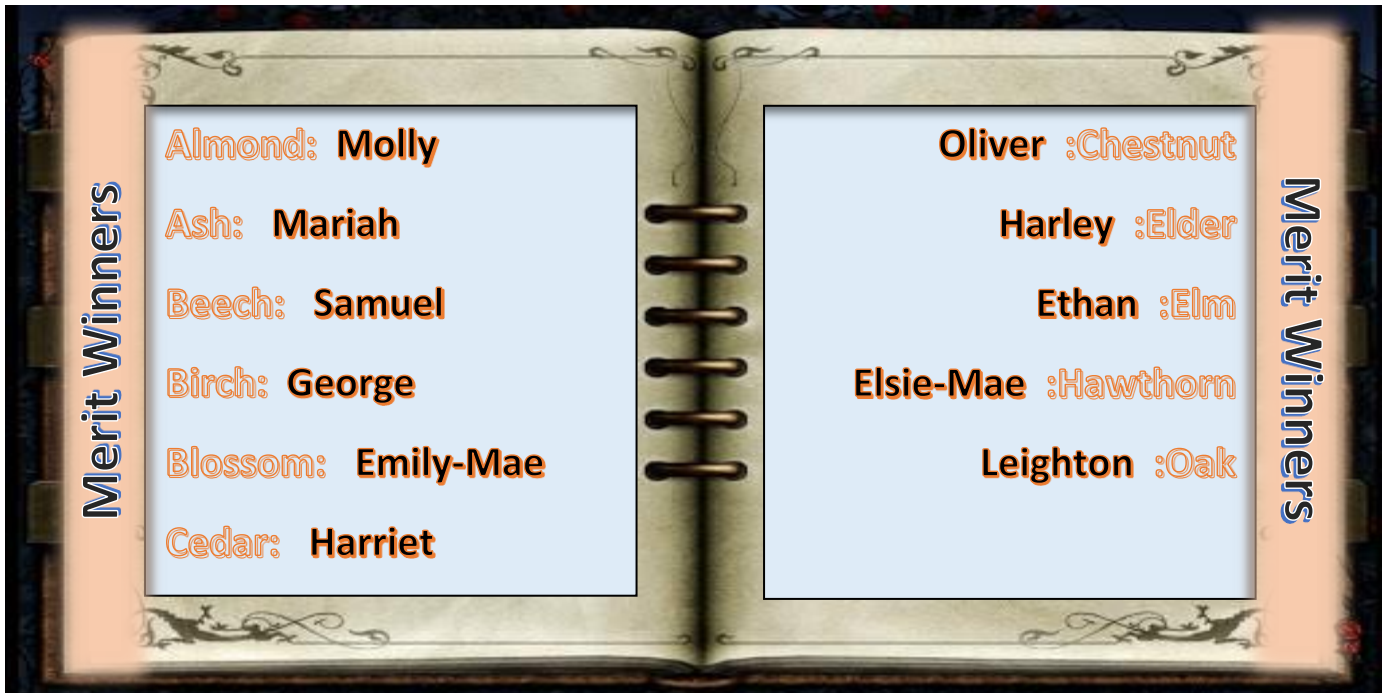 Merit Winners
Almond: Molly
Ash: Mariah
Beech: Samuel
Birch: George
Blossom: Emily-Mae
Cedar: Harriet
Oliver :Chestnut
Harley :Elder
Ethan :Elm
Elsie-Mae :Hawthorn
Leighton :Oak
Merit Winners